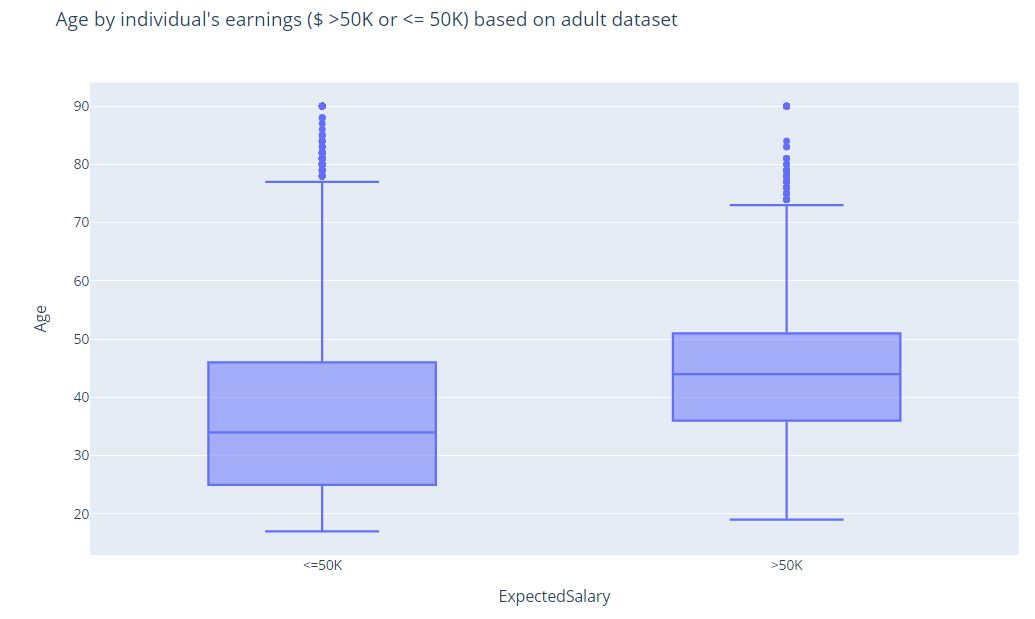 Age by individual's earnings ($ >50K or <= 50K) based on adult dataset
90
80
70
60
50
40
30
20
Age
<=50K
>50K
ExpectedSalary